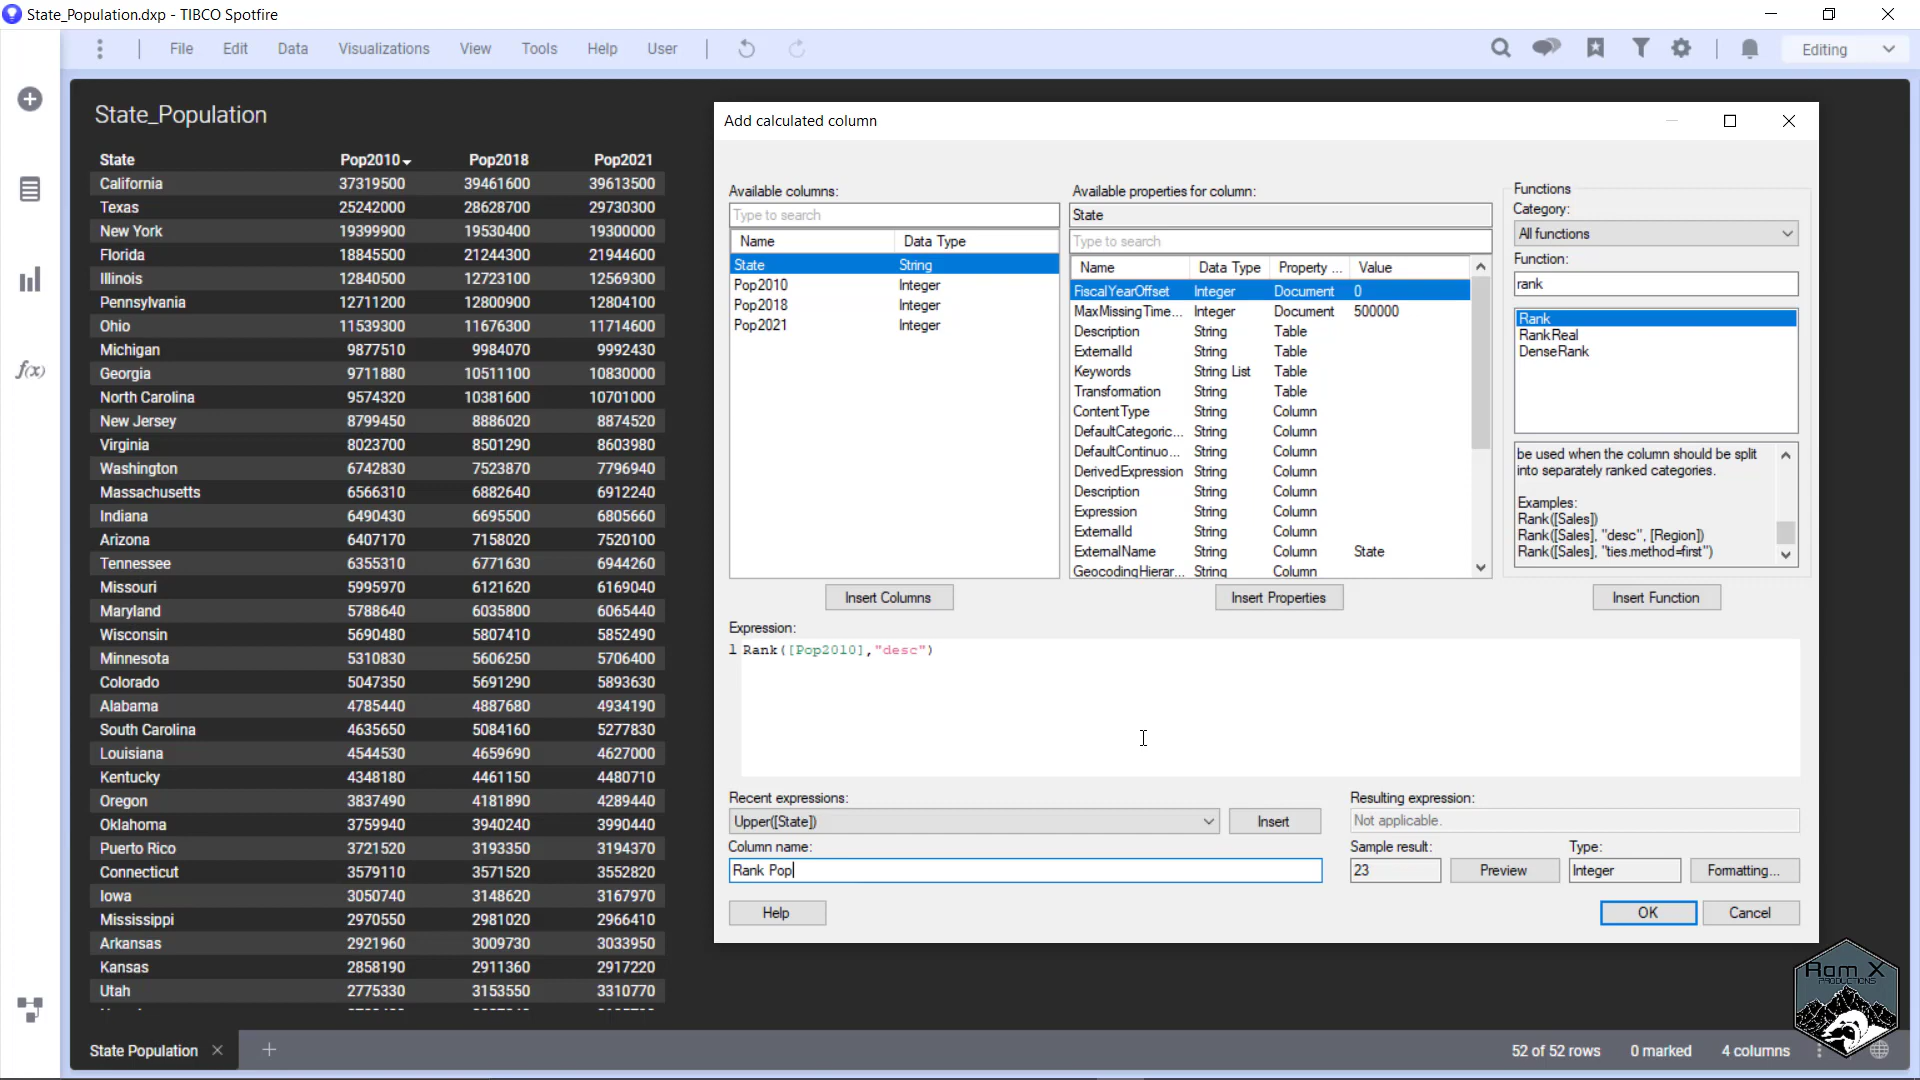 State_Population.dxp - TIBCO Spotfire
File Edit Data Visualizations View Tools Help User Editing
State_Population
State Pop2010 Pop2018 Pop2021
California 37319500 39461600 39613500
Texas 25242000 28628700 29730300
New York 19399900 19530400 19300000
Florida 18845500 21244300 21944600
Illinois 12840500 12723100 12569300
Pennsylvania 12711200 12800900 12804100
Ohio 11539300 11676300 11714600
Michigan 9877510 9984070 9992430
Georgia 9711880 10511100 10830000
North Carolina 9574320 10381600 10701000
New Jersey 8799450 8886020 8874520
Virginia 8023700 8501290 8603980
Washington 6742830 7523870 7796940
Massachusetts 6566310 6882640 6912240
Indiana 6490430 6695500 6805660
Arizona 6407170 7158020 7520100
Tennessee 6355310 6771630 6944260
Missouri 5995970 6121620 6169040
Maryland 5788640 6035800 6065440
Wisconsin 5690480 5807410 5852490
Minnesota 5310830 5606250 5706400
Colorado 5047350 5691290 5893630
Alabama 4785440 4887680 4934190
South Carolina 4635650 5084160 5277830
Louisiana 4544530 4659690 4627000
Kentucky 4348180 4461150 4480710
Oregon 3837490 4181890 4289440
Oklahoma 3759940 3940240 3990440
Puerto Rico 3721520 3193350 3194370
Connecticut 3579110 3571520 3552820
Iowa 3050740 3148620 3167970
Mississippi 2970550 2981020 2966410
Arkansas 2921960 3009730 3033950
Kansas 2858190 2911360 2917220
Utah 2775330 3153550 3310770
Add calculated column
Available columns:
Type to search
Name Data Type
State String
Pop2010 Integer
Pop2018 Integer
Pop2021 Integer
Insert Columns
Available properties for column:
State
Type to search
Name Data Type Property ... Value
FiscalYearOffset Integer Document 0
MaxMissingTime... Integer Document 500000
Description String Table
ExternalId String Table
Keywords String List Table
Transformation String Table
ContentType String Column
DefaultCategoric... String Column
DefaultContinuo... String Column
DerivedExpression String Column
Description String Column
Expression String Column
ExternalId String Column
ExternalName String Column State
GeocodingHierar... String Column
Insert Properties
Functions
Category:
All functions
Function:
rank
Rank
RankReal
DenseRank
be used when the column should be split
into separately ranked categories.
Examples:
Rank([Sales])
Rank([Sales], "desc", [Region])
Rank([Sales], "ties.method=first")
Insert Function
Expression:
1 Rank([Pop2010],"desc")
Recent expressions:
Upper([State])
Insert
Resulting expression:
Not applicable.
Column name:
Rank Pop
Sample result:
23
Preview
Type:
Integer
Formatting...
Help
OK
Cancel
Ram X
PRODUCTIONS
State Population
52 of 52 rows 0 marked 4 columns
f(x)